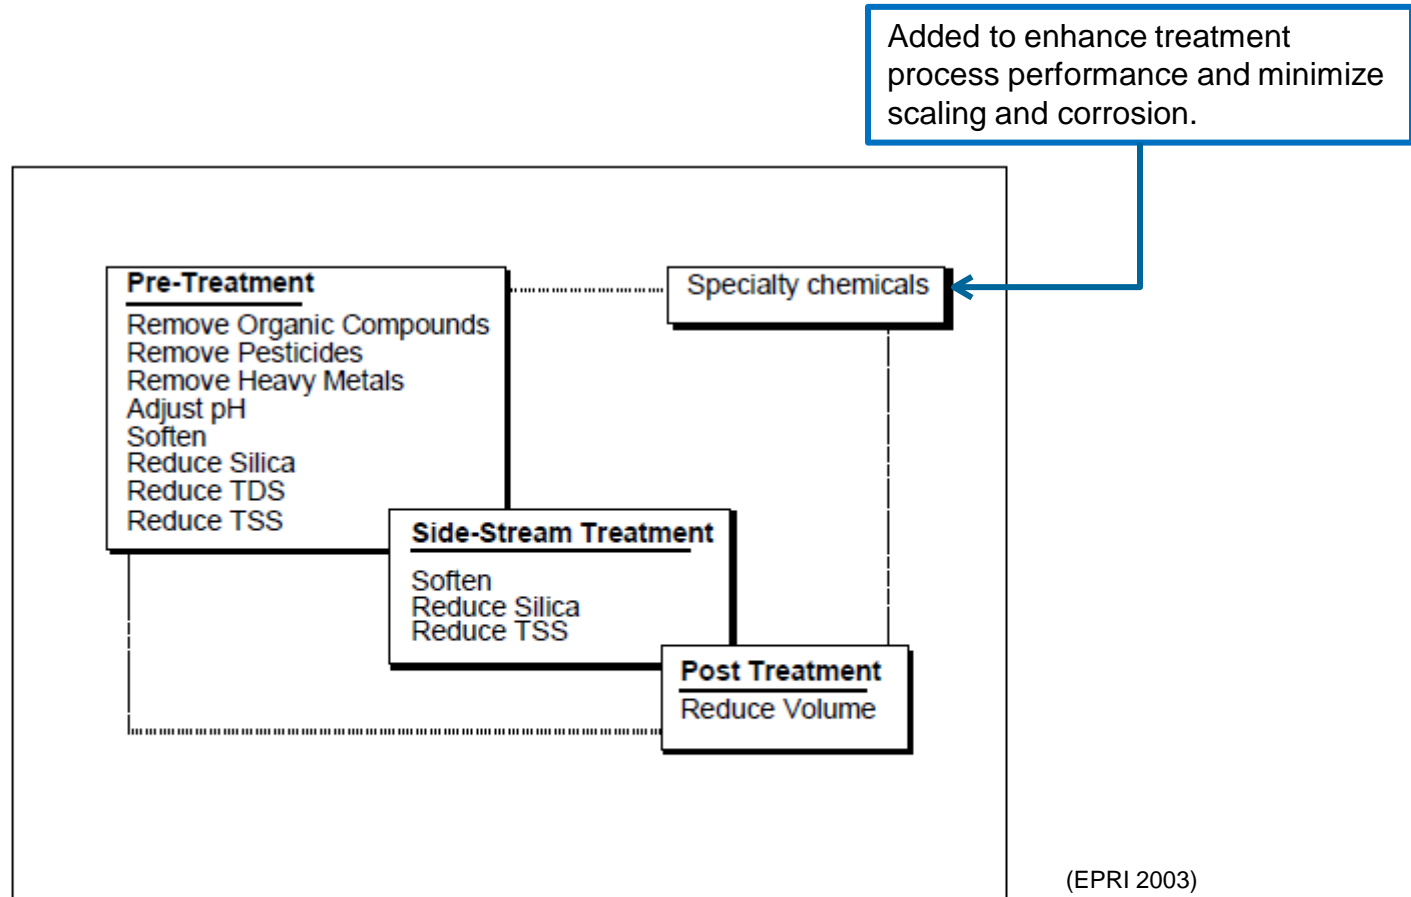 Added to enhance treatment
process performance and minimize
scaling and corrosion.
Pre-Treatment
Remove Organic Compounds
Remove Pesticides
Remove Heavy Metals
Adjust pH
Soften
Reduce Silica
Reduce TDS
Reduce TSS
Specialty chemicals
Side-Stream Treatment
Soften
Reduce Silica
Reduce TSS
Post Treatment
Reduce Volume
(EPRI 2003)